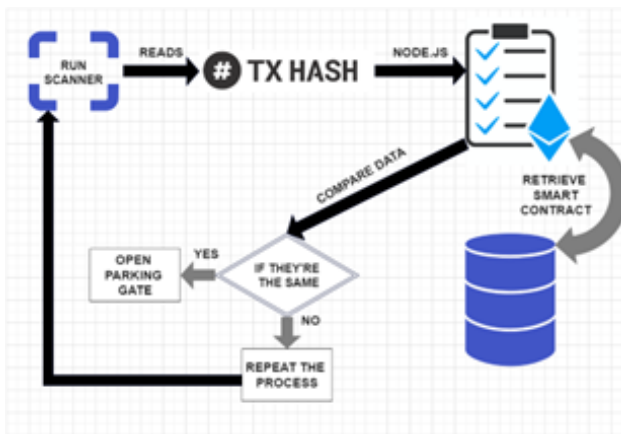 RUN
SCANNER
READS
# TX HASH
NODE.JS
RETRIEVE
SMART
CONTRACT
COMPARE DATA
IF THEY'RE
THE SAME
YES
OPEN
PARKING
GATE
NO
REPEAT THE
PROCESS